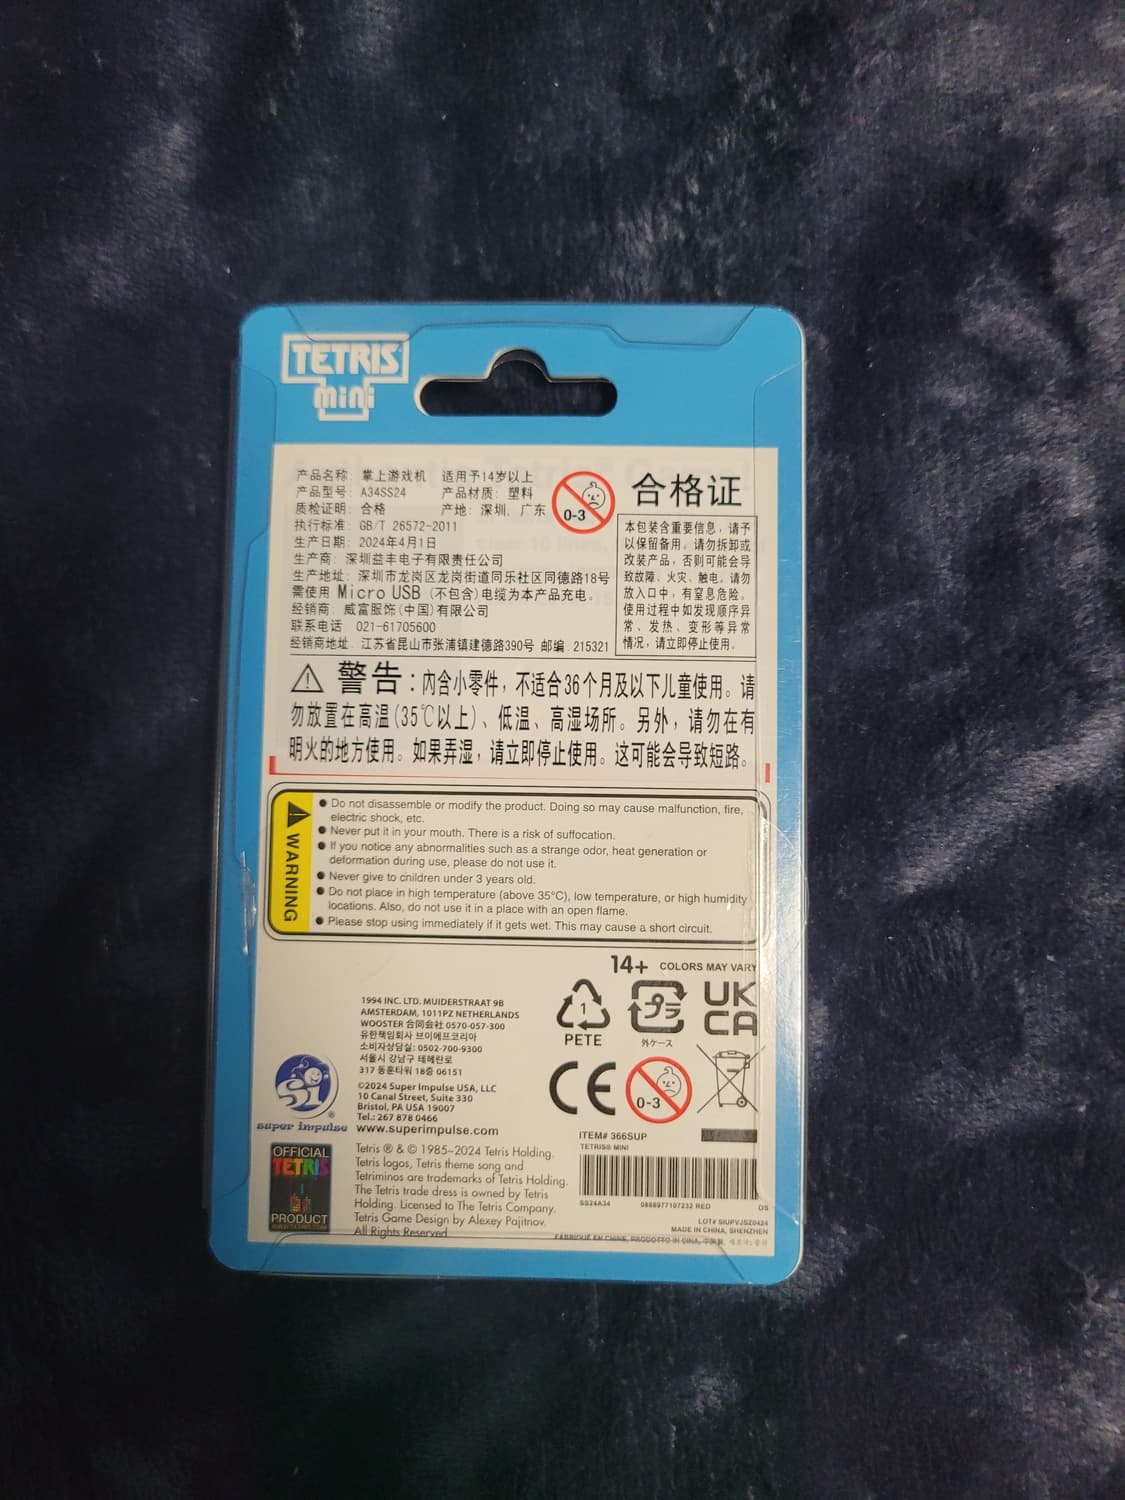 TETRIS
mini
产品名称: 掌上游戏机 适用予14岁以上
产品型号: A34SS24 产品材质: 塑料
质检证明: 合格 产地: 深圳, 广东
执行标准: GB/T 26572-2011
生产日期: 2024年4月1日
生产商: 深圳益丰电子有限责任公司
生产地址: 深圳市龙岗区龙岗街道同乐社区同德路18号
需使用 Micro USB (不包含)电缆为本产品充电。
经销商: 威富服饰(中国)有限公司
联系电话 021-61705600
经销商地址: 江苏省昆山市张浦镇建德路390号 邮编: 215321
0-3
合格证
本包装含重要信息, 请予
以保留备用。请勿拆卸或
改装产品, 否则可能会导
致故障、火灾、触电。请勿
放入口中, 有窒息危险。
使用过程中如发现顺序异
常、发热、变形等异常
情况, 请立即停止使用。
警告: 内含小零件, 不适合36个月及以下儿童使用。请
勿放置在高温(35℃以上)、低温、高湿场所。另外, 请勿在有
明火的地方使用。如果弄湿, 请立即停止使用。这可能会导致短路。
WARNING
• Do not disassemble or modify the product. Doing so may cause malfunction, fire,
electric shock, etc.
• Never put it in your mouth. There is a risk of suffocation.
• If you notice any abnormalities such as a strange odor, heat generation or
deformation during use, please do not use it.
• Never give to children under 3 years old.
• Do not place in high temperature (above 35°C), low temperature, or high humidity
locations. Also, do not use it in a place with an open flame.
• Please stop using immediately if it gets wet. This may cause a short circuit.
14+ COLORS MAY VARY
1994 INC. LTD. MUIDERSTRAAT 9B
AMSTERDAM, 1011PZ NETHERLANDS
WOOSTER 合同会社 0570-057-300
유한책임회사 브이에프코리아
소비자상담실: 0502-700-9300
서울시 강남구 테헤란로
317 동훈타워 18층 06151
©2024 Super Impulse USA, LLC
10 Canal Street, Suite 330
Bristol, PA USA 19007
Tel.: 267 878 0466
www.superimpulse.com
1
PETE
プラ
外ケース
UK
CA
CE
0-3
SI
®
super impulse
OFFICIAL
TETRIS
PRODUCT
Tetris ® & © 1985~2024 Tetris Holding.
Tetris logos, Tetris theme song and
Tetriminos are trademarks of Tetris Holding.
The Tetris trade dress is owned by Tetris
Holding. Licensed to The Tetris Company.
Tetris Game Design by Alexey Pajitnov.
All Rights Reserved
ITEM# 366SUP
TETRIS® MINI
SS24A34 0888977107232 RED OS
LOT# SIUPVJSZ0424
MADE IN CHINA, SHENZHEN
FABRIQUÉ EN CHINE, PRODOTTO IN CINA, 中国製,